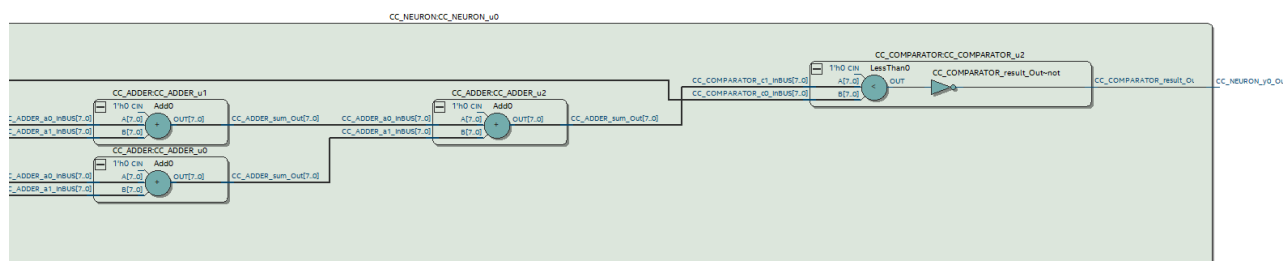 CC_NEURON:CC_NEURON_u0
CC_COMPARATOR:CC_COMPARATOR_u2
1'h0 CIN LessThan0
CC_COMPARATOR_c1_InBUS[7..0] A[7..0] OUT CC_COMPARATOR_result_Out~not CC_COMPARATOR_result_Ou CC_NEURON_y0_Ou
<
CC_COMPARATOR_c0_InBUS[7..0] B[7..0]
CC_ADDER:CC_ADDER_u1 CC_ADDER:CC_ADDER_u2
1'h0 CIN Add0 1'h0 CIN Add0
CC_ADDER_a0_InBUS[7..0] A[7..0] + OUT[7..0] CC_ADDER_sum_Out[7..0] CC_ADDER_a0_InBUS[7..0] A[7..0] + OUT[7..0] CC_ADDER_sum_Out[7..0]
CC_ADDER_a1_InBUS[7..0] B[7..0] CC_ADDER_a1_InBUS[7..0] B[7..0]
CC_ADDER:CC_ADDER_u0
1'h0 CIN Add0
CC_ADDER_a0_InBUS[7..0] A[7..0] + OUT[7..0] CC_ADDER_sum_Out[7..0]
CC_ADDER_a1_InBUS[7..0] B[7..0]